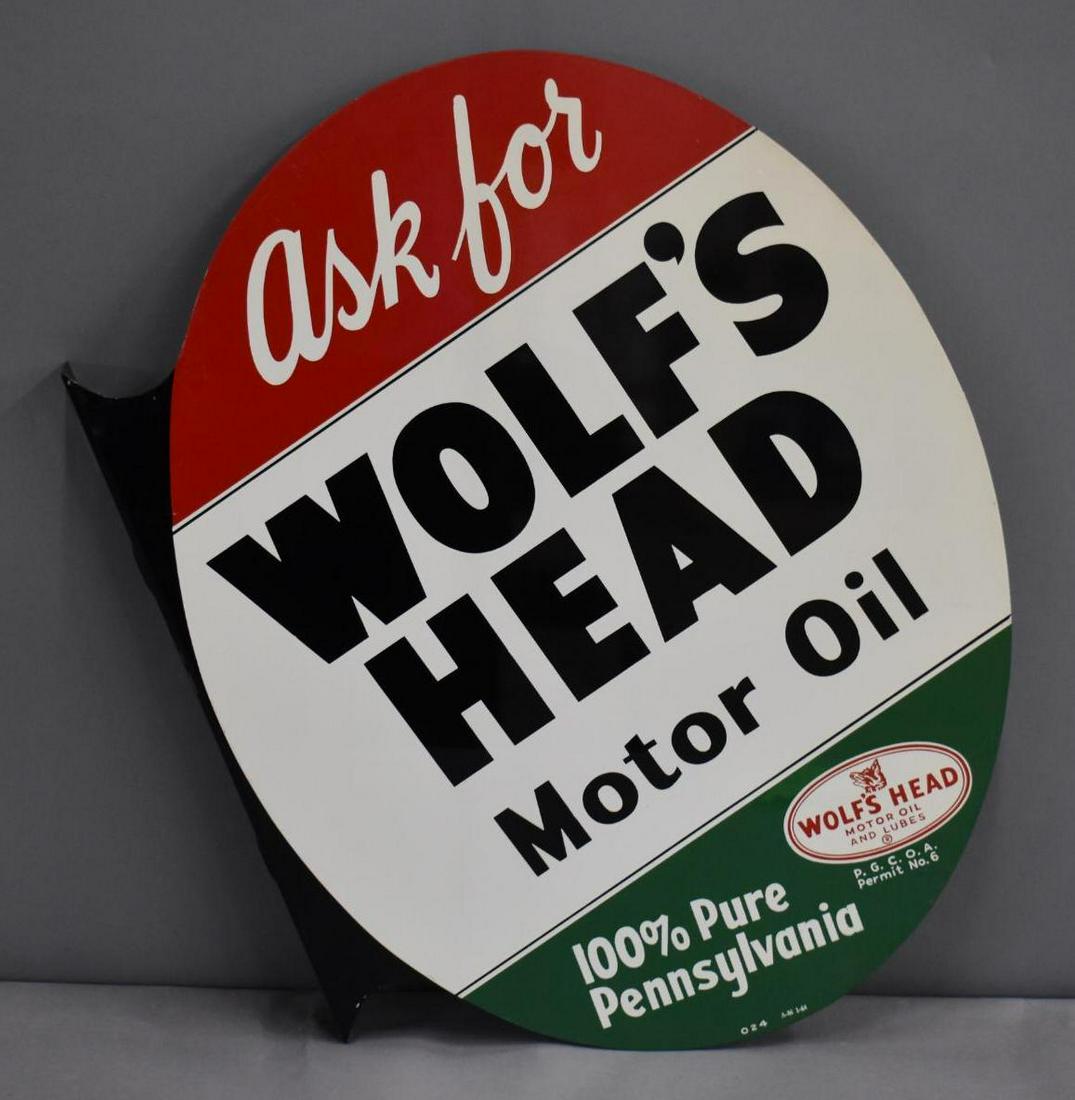 Ask for
WOLF'S
HEAD
Motor Oil
WOLF'S HEAD
MOTOR OIL
AND LUBES
®
P. G. C. O. A.
Permit No. 6
100% Pure
Pennsylvania
024